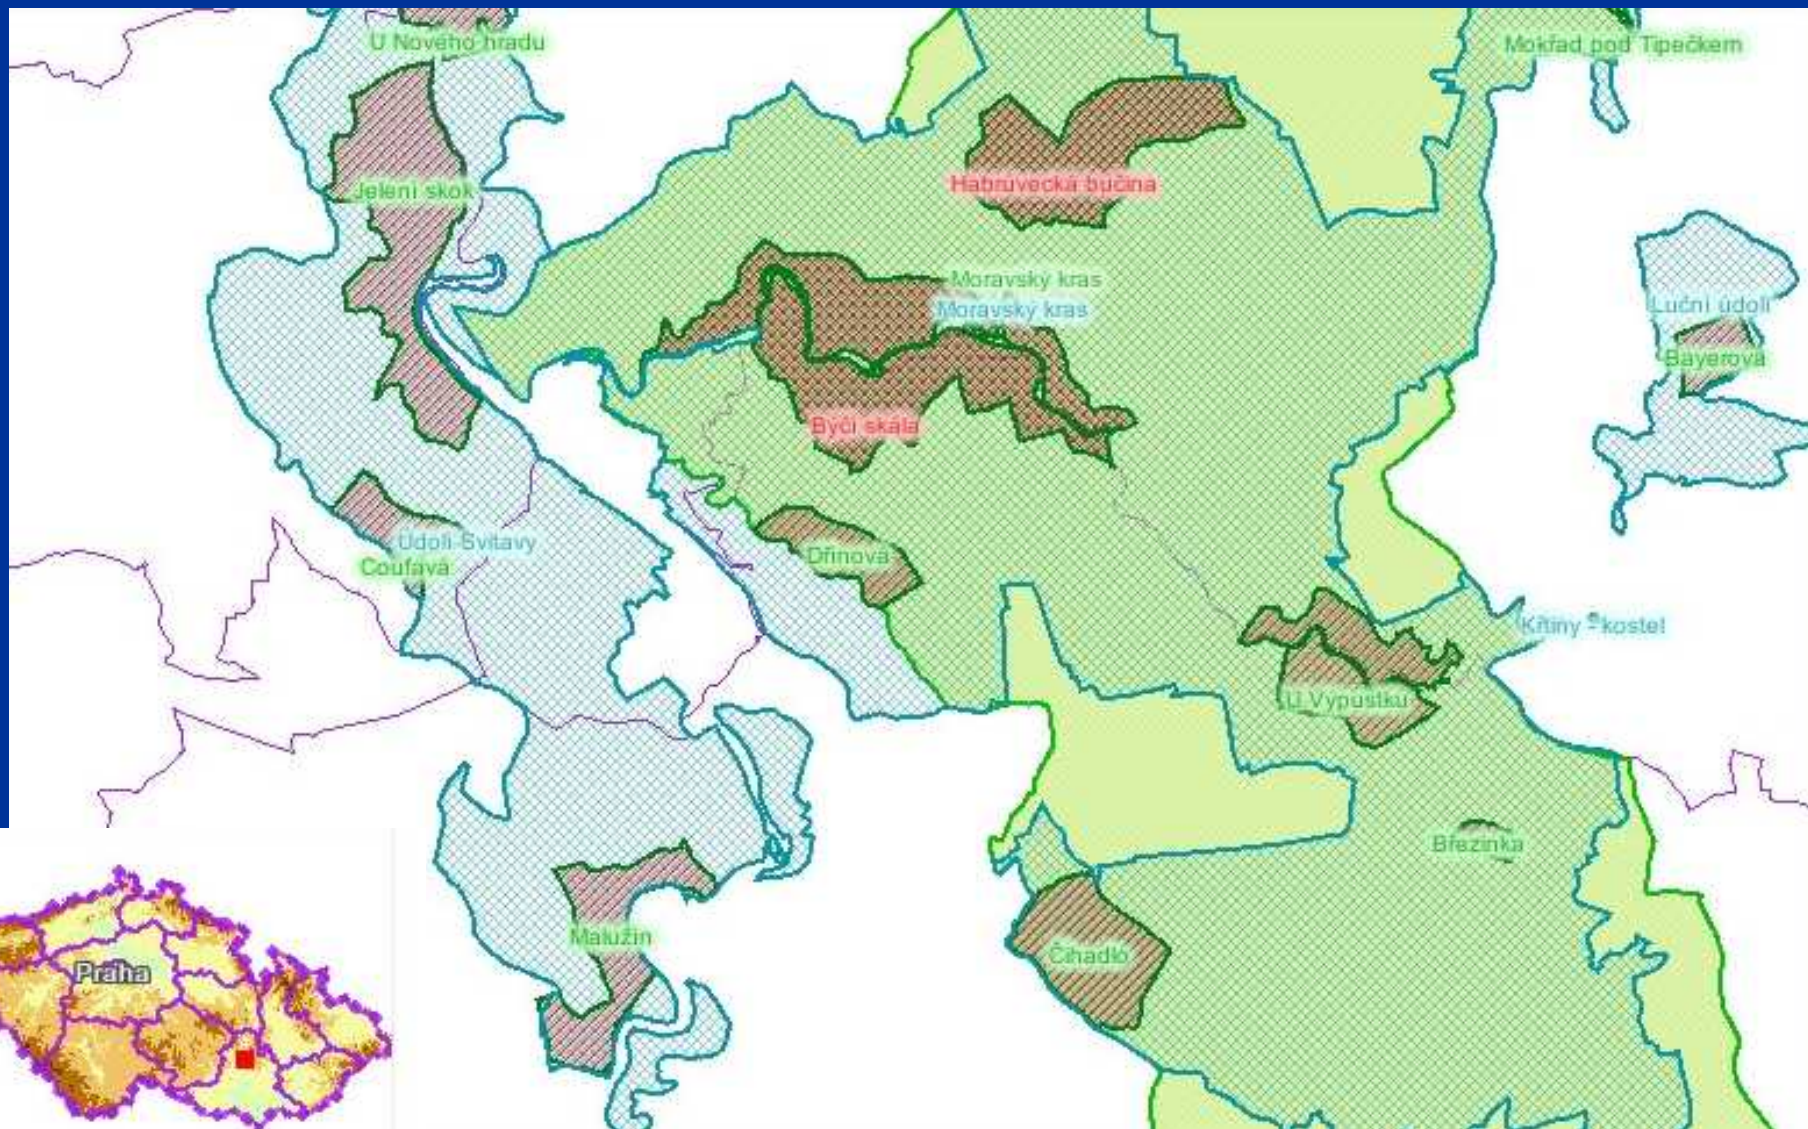 U Nového hradu
Mokřad pod Tipečkem
Jelení skok
Habrůvecká bučina
Moravský kras
Moravský kras
Luční údolí
Bayerova
Býčí skála
Údolí Svitavy
Coufava
Dřínová
Křtiny - kostel
U Výpustku
Březinka
Malužín
Čihadlo
Praha